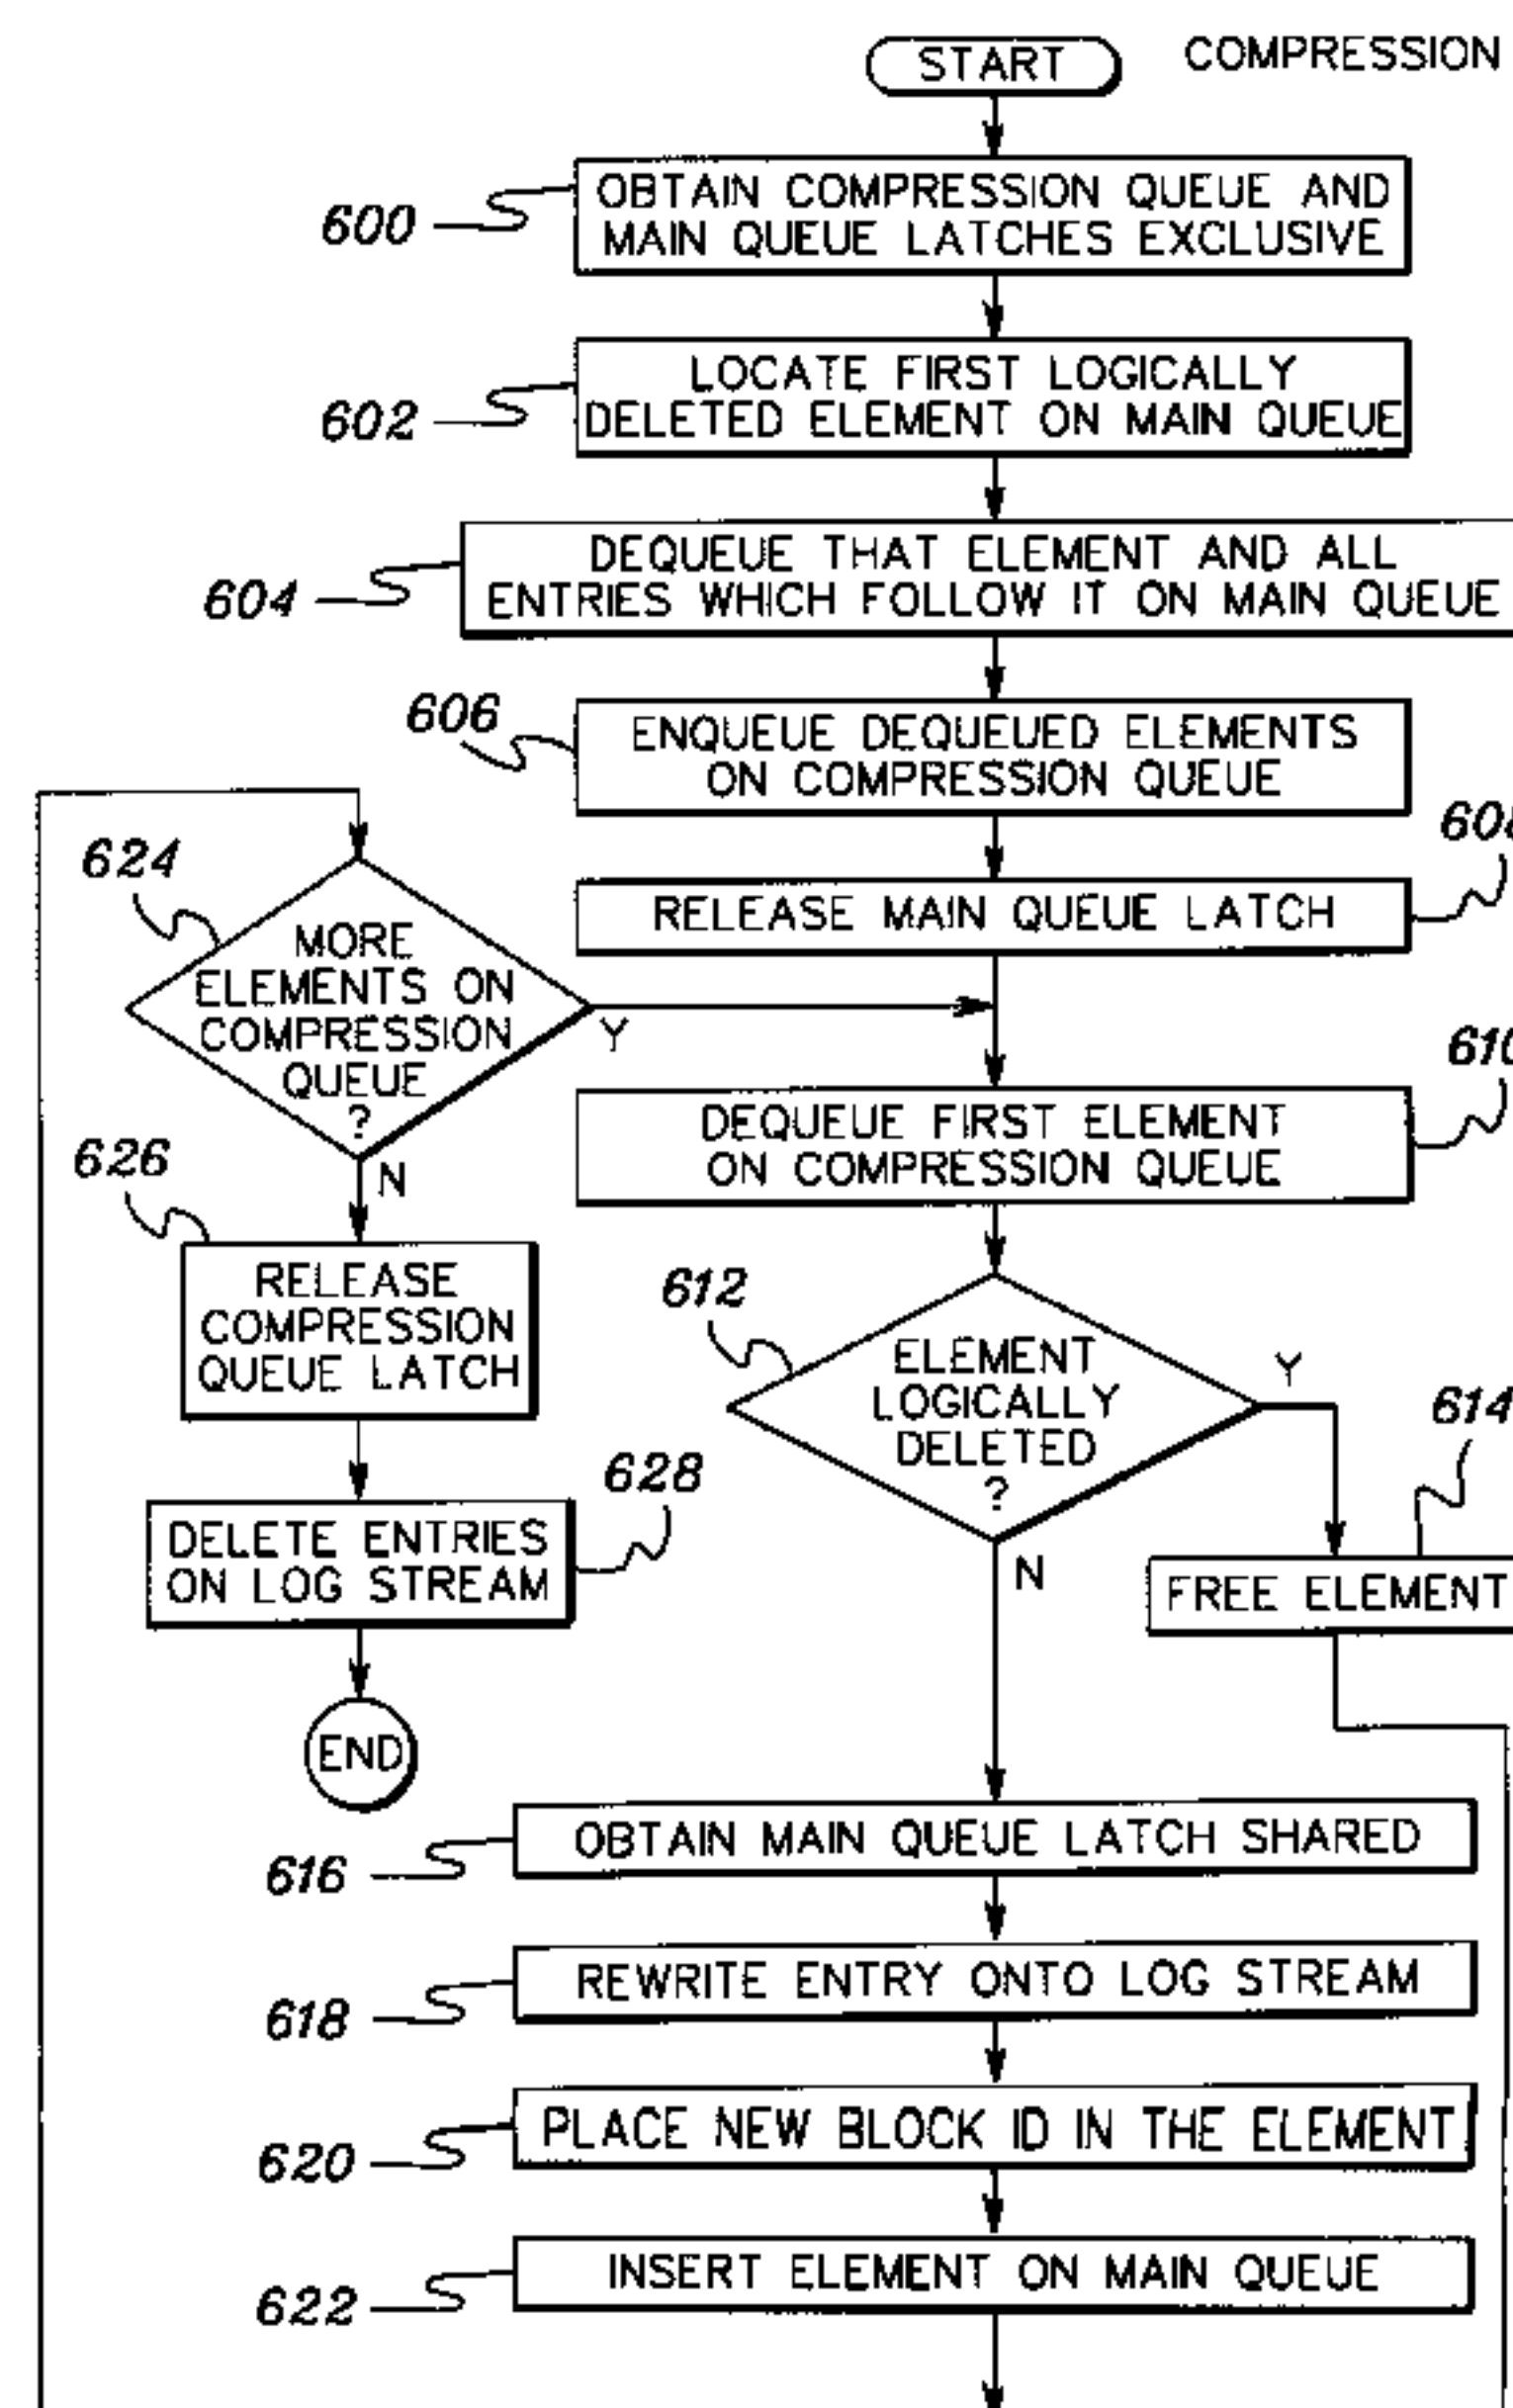 START
COMPRESSION
600
OBTAIN COMPRESSION QUEUE AND
MAIN QUEUE LATCHES EXCLUSIVE
602
LOCATE FIRST LOGICALLY
DELETED ELEMENT ON MAIN QUEUE
604
DEQUEUE THAT ELEMENT AND ALL
ENTRIES WHICH FOLLOW IT ON MAIN QUEUE
606
ENQUEUE DEQUEUED ELEMENTS
ON COMPRESSION QUEUE
608
RELEASE MAIN QUEUE LATCH
624
MORE
ELEMENTS ON
COMPRESSION
QUEUE
?
Y
N
610
DEQUEUE FIRST ELEMENT
ON COMPRESSION QUEUE
626
RELEASE
COMPRESSION
QUEUE LATCH
612
ELEMENT
LOGICALLY
DELETED
?
Y
N
614
FREE ELEMENT
628
DELETE ENTRIES
ON LOG STREAM
END
616
OBTAIN MAIN QUEUE LATCH SHARED
618
REWRITE ENTRY ONTO LOG STREAM
620
PLACE NEW BLOCK ID IN THE ELEMENT
622
INSERT ELEMENT ON MAIN QUEUE